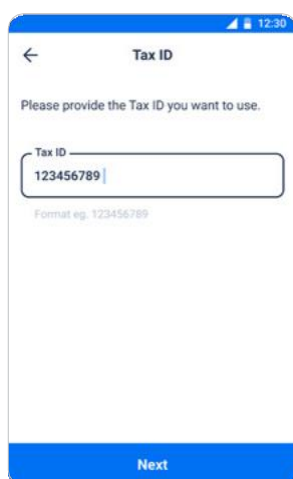 12:30
Tax ID
Please provide the Tax ID you want to use.
Tax ID
123456789
Format eg. 123456789
Next